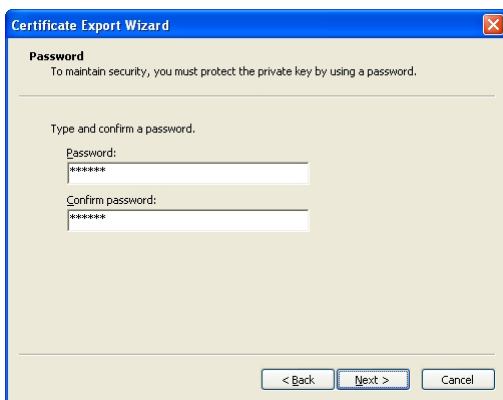 Certificate Export Wizard
Password
To maintain security, you must protect the private key by using a password.
Type and confirm a password.
Password:
******
Confirm password:
******
< Back Next > Cancel